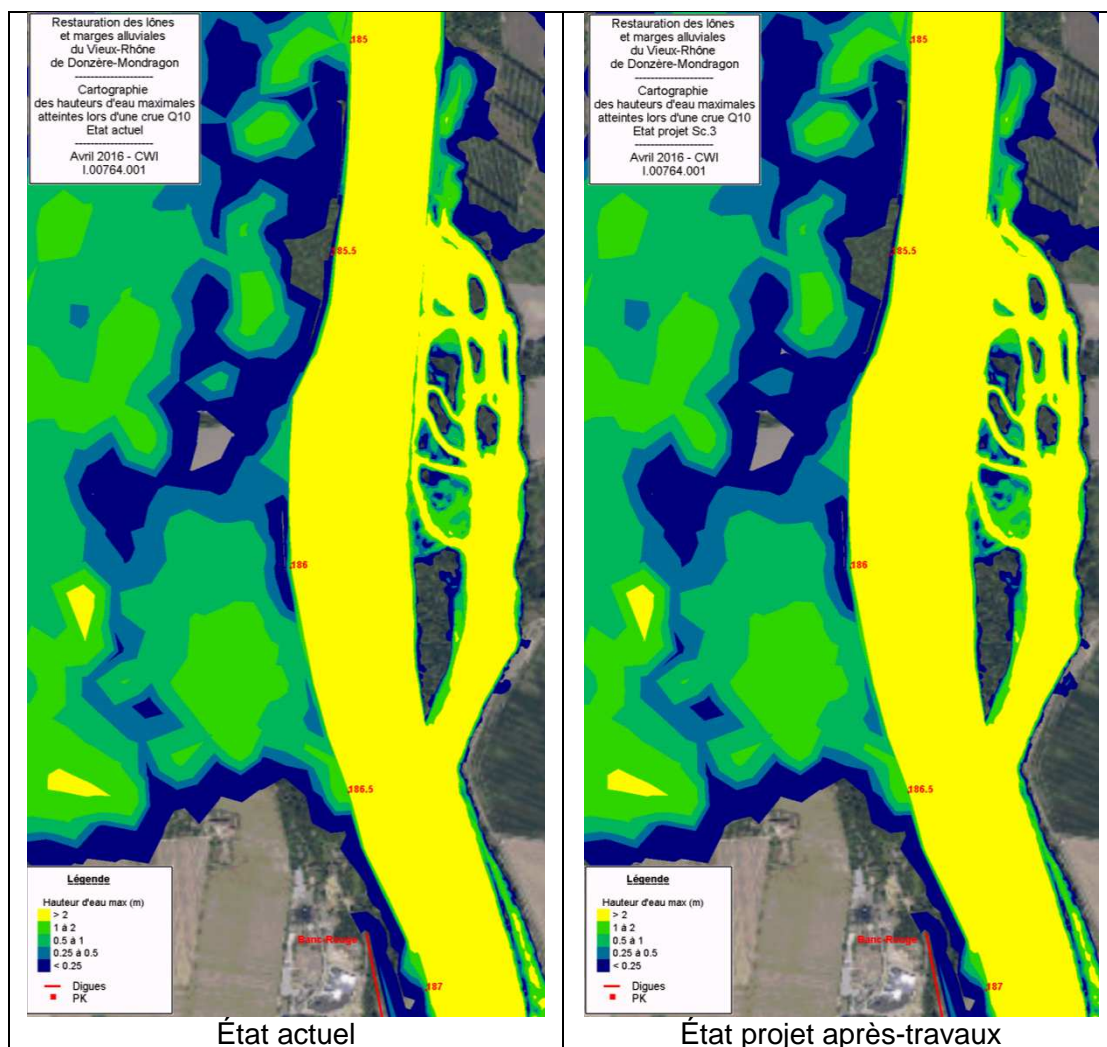 Restauration des lônes
et marges alluviales
du Vieux-Rhône
de Donzère-Mondragon
---------------------
Cartographie
des hauteurs d'eau maximales
atteintes lors d'une crue Q10
Etat actuel
---------------------
Avril 2016 - CWI
I.00764.001
185
185.5
186
186.5
Banc-Rouge
187
Légende
Hauteur d'eau max (m)
> 2
1 à 2
0.5 à 1
0.25 à 0.5
< 0.25
Digues
PK
État actuel
Restauration des lônes
et marges alluviales
du Vieux-Rhône
de Donzère-Mondragon
---------------------
Cartographie
des hauteurs d'eau maximales
atteintes lors d'une crue Q10
Etat projet Sc.3
---------------------
Avril 2016 - CWI
I.00764.001
185
185.5
186
186.5
Banc-Rouge
187
Légende
Hauteur d'eau max (m)
> 2
1 à 2
0.5 à 1
0.25 à 0.5
< 0.25
Digues
PK
État projet après-travaux